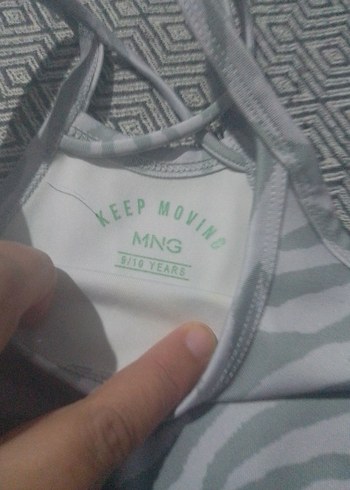 KEEP MOVING
MNG
9/10 YEARS